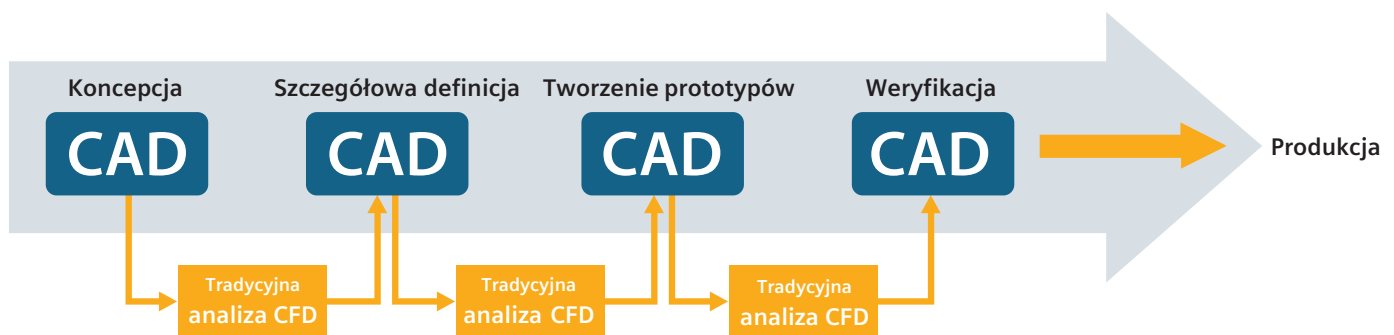 Koncepcja
Szczegółowa definicja
Tworzenie prototypów
Weryfikacja
CAD
CAD
CAD
CAD
Produkcja
Tradycyjna
analiza CFD
Tradycyjna
analiza CFD
Tradycyjna
analiza CFD